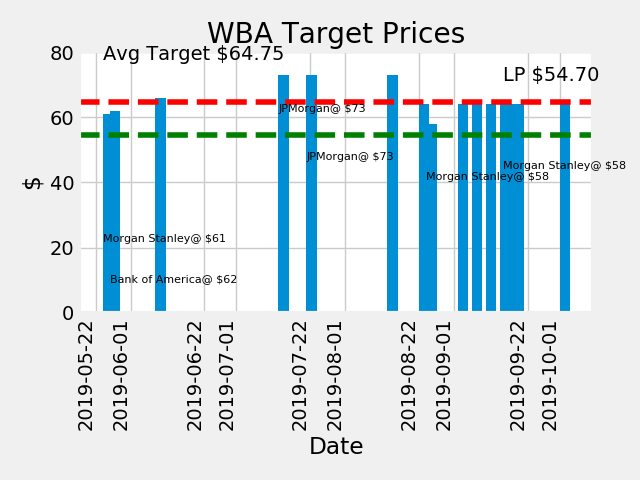 WBA Target Prices
Avg Target $64.75
LP $54.70
80
60
40
20
0
$
JPMorgan@ $73
JPMorgan@ $73
Morgan Stanley@ $58
Morgan Stanley@ $58
Morgan Stanley@ $61
Bank of America@ $62
2019-05-22
2019-06-01
2019-06-22
2019-07-01
2019-07-22
2019-08-01
2019-08-22
2019-09-01
2019-09-22
2019-10-01
Date